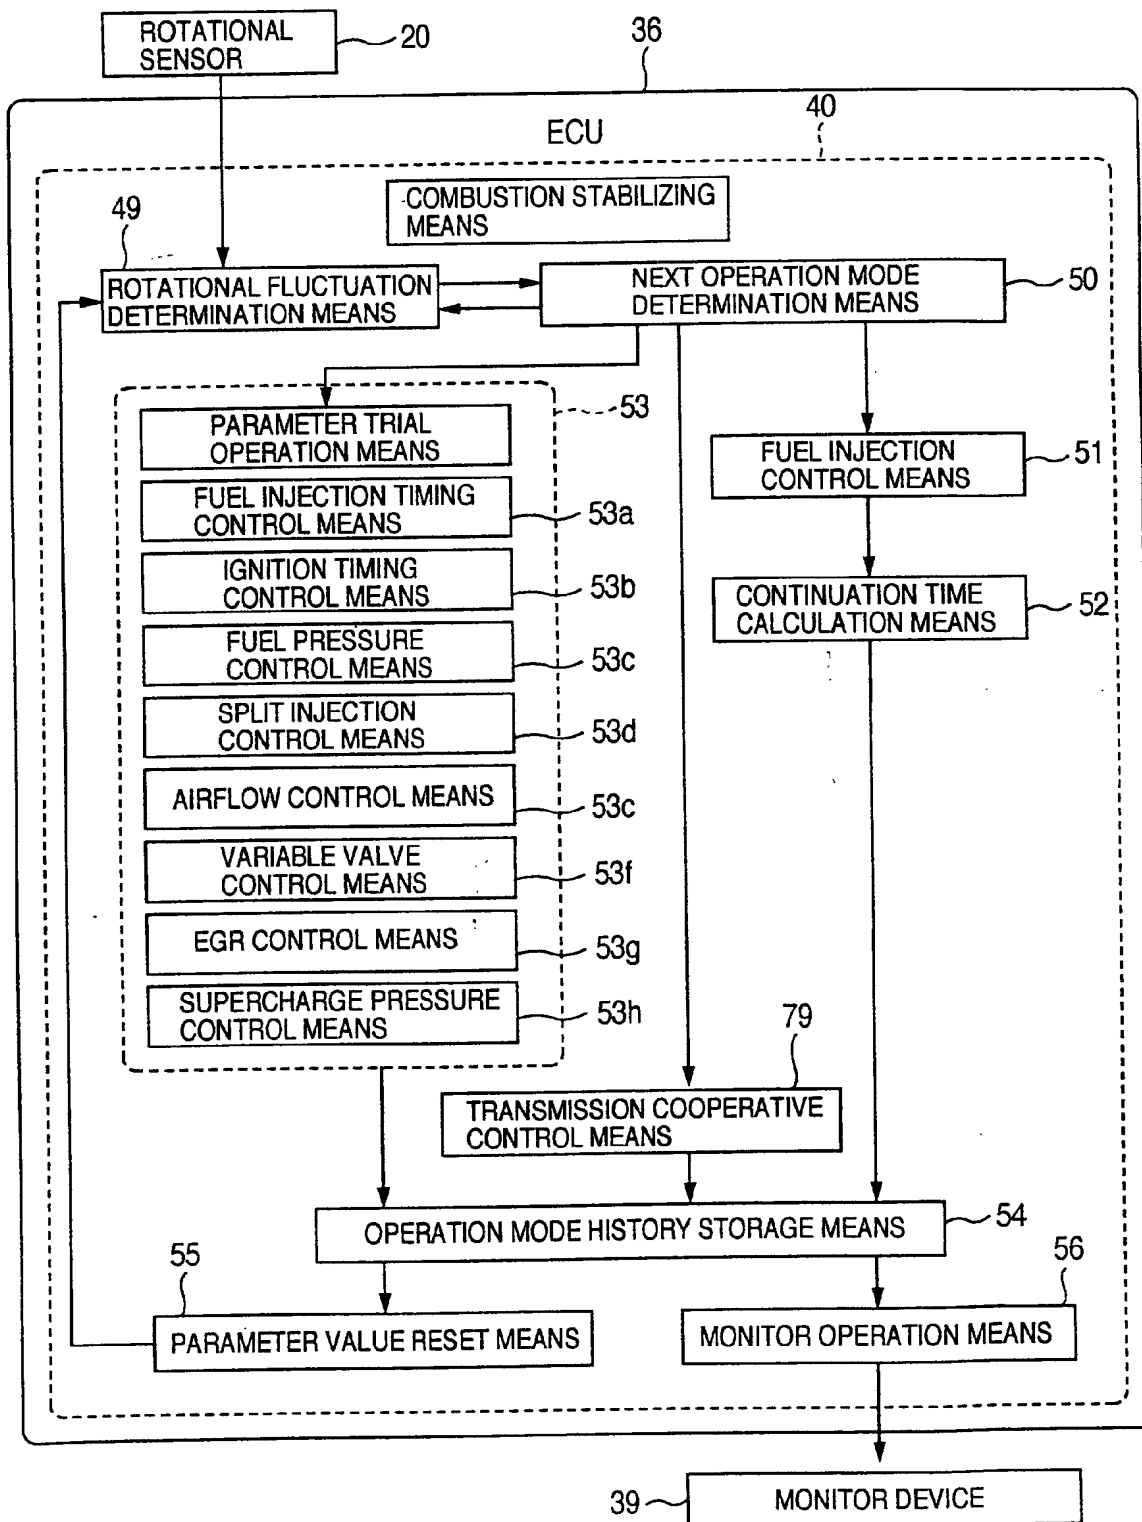 ROTATIONAL
SENSOR
20
36
ECU
40
COMBUSTION STABILIZING
MEANS
49
ROTATIONAL FLUCTUATION
DETERMINATION MEANS
NEXT OPERATION MODE
DETERMINATION MEANS
50
53
PARAMETER TRIAL
OPERATION MEANS
FUEL INJECTION
CONTROL MEANS
51
FUEL INJECTION TIMING
CONTROL MEANS
53a
IGNITION TIMING
CONTROL MEANS
53b
CONTINUATION TIME
CALCULATION MEANS
52
FUEL PRESSURE
CONTROL MEANS
53c
SPLIT INJECTION
CONTROL MEANS
53d
AIRFLOW CONTROL MEANS
53c
VARIABLE VALVE
CONTROL MEANS
53f
EGR CONTROL MEANS
53g
SUPERCHARGE PRESSURE
CONTROL MEANS
53h
79
TRANSMISSION COOPERATIVE
CONTROL MEANS
OPERATION MODE HISTORY STORAGE MEANS
54
55
PARAMETER VALUE RESET MEANS
56
MONITOR OPERATION MEANS
39
MONITOR DEVICE